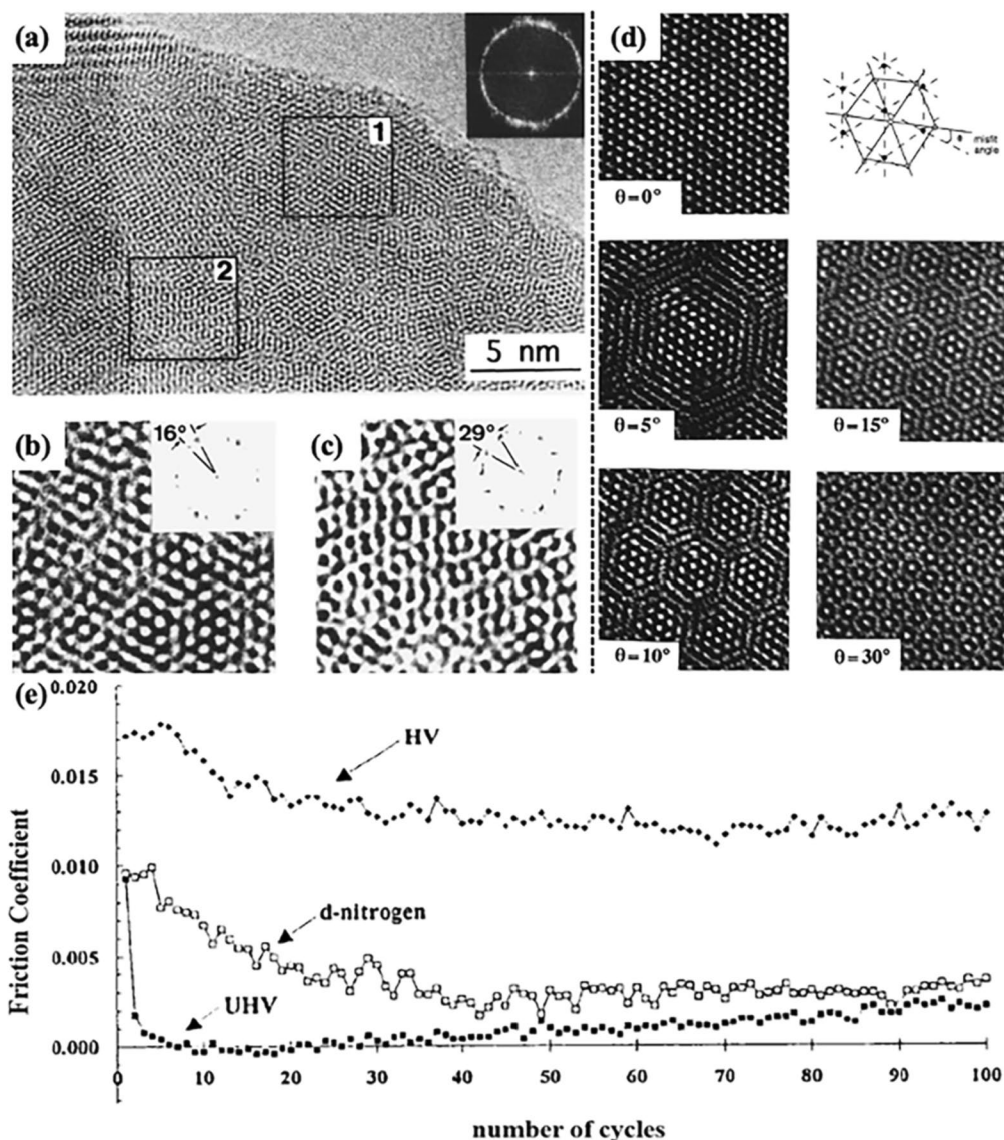 (a)
1
2
5 nm
(b)
16°
(c)
29°
(d)
θ=0°
θ misfit
angle
θ=5°
θ=15°
θ=10°
θ=30°
(e)
0.020
0.015
0.010
0.005
0.000
Friction Coefficient
HV
d-nitrogen
UHV
0 10 20 30 40 50 60 70 80 90 100
number of cycles